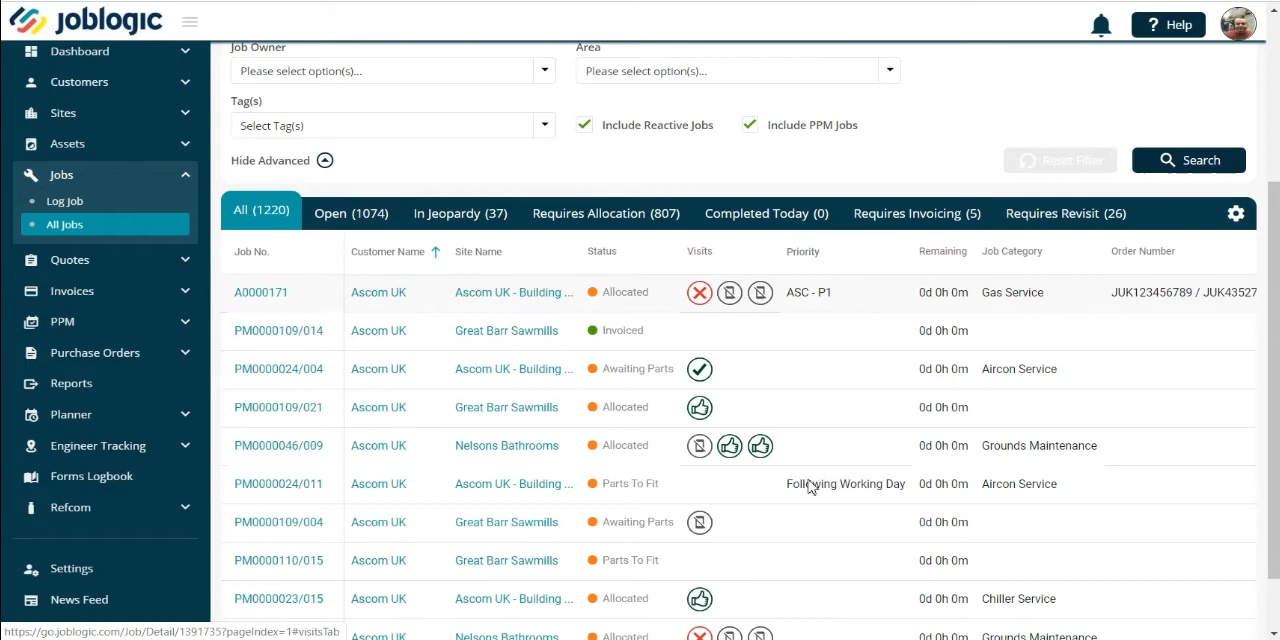 joblogic
? Help
Dashboard
Customers
Sites
Assets
Jobs
Log Job
All Jobs
Quotes
Invoices
PPM
Purchase Orders
Reports
Planner
Engineer Tracking
Forms Logbook
Refcom
Settings
News Feed
https://go.joblogic.com/Job/Detail/1391735?pageIndex=1#visitsTab
Job Owner Area
Please select option(s)... Please select option(s)...
Tag(s)
Select Tag(s) Include Reactive Jobs Include PPM Jobs
Hide Advanced Reset Filter Search
All (1220) Open (1074) In Jeopardy (37) Requires Allocation (807) Completed Today (0) Requires Invoicing (5) Requires Revisit (26)
Job No. Customer Name Site Name Status Visits Priority Remaining Job Category Order Number
A0000171 Ascom UK Ascom UK - Building ... Allocated ASC - P1 0d 0h 0m Gas Service JUK123456789 / JUK43527
PM0000109/014 Ascom UK Great Barr Sawmills Invoiced 0d 0h 0m
PM0000024/004 Ascom UK Ascom UK - Building ... Awaiting Parts 0d 0h 0m Aircon Service
PM0000109/021 Ascom UK Great Barr Sawmills Allocated 0d 0h 0m
PM0000046/009 Ascom UK Nelsons Bathrooms Allocated 0d 0h 0m Grounds Maintenance
PM0000024/011 Ascom UK Ascom UK - Building ... Parts To Fit Following Working Day 0d 0h 0m Aircon Service
PM0000109/004 Ascom UK Great Barr Sawmills Awaiting Parts 0d 0h 0m
PM0000110/015 Ascom UK Great Barr Sawmills Parts To Fit 0d 0h 0m
PM0000023/015 Ascom UK Ascom UK - Building ... Allocated 0d 0h 0m Chiller Service
Ascom UK Nelsons Bathrooms Allocated 0d 0h 0m